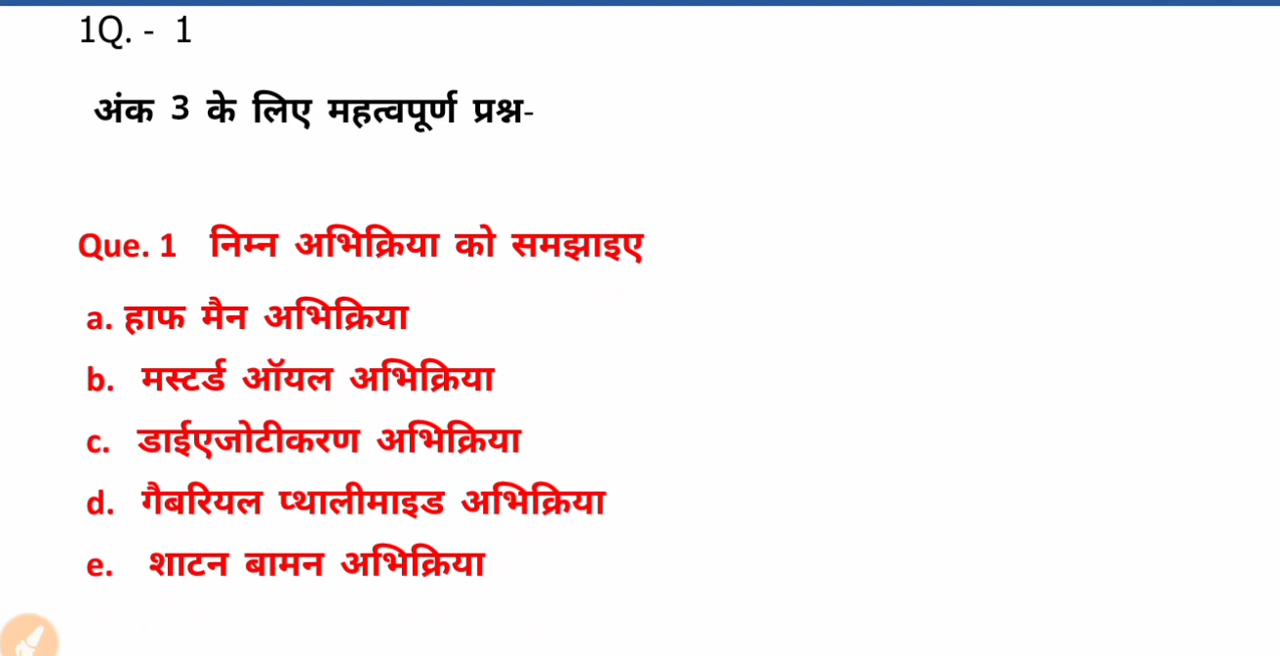 1Q. - 1
अंक 3 के लिए महत्वपूर्ण प्रश्न-
Que. 1 निम्न अभिक्रिया को समझाइए
a. हाफ मैन अभिक्रिया
b. मस्टर्ड ऑयल अभिक्रिया
c. डाईएजोटीकरण अभिक्रिया
d. गैबरियल प्थालीमाइड अभिक्रिया
e. शाटन बामन अभिक्रिया